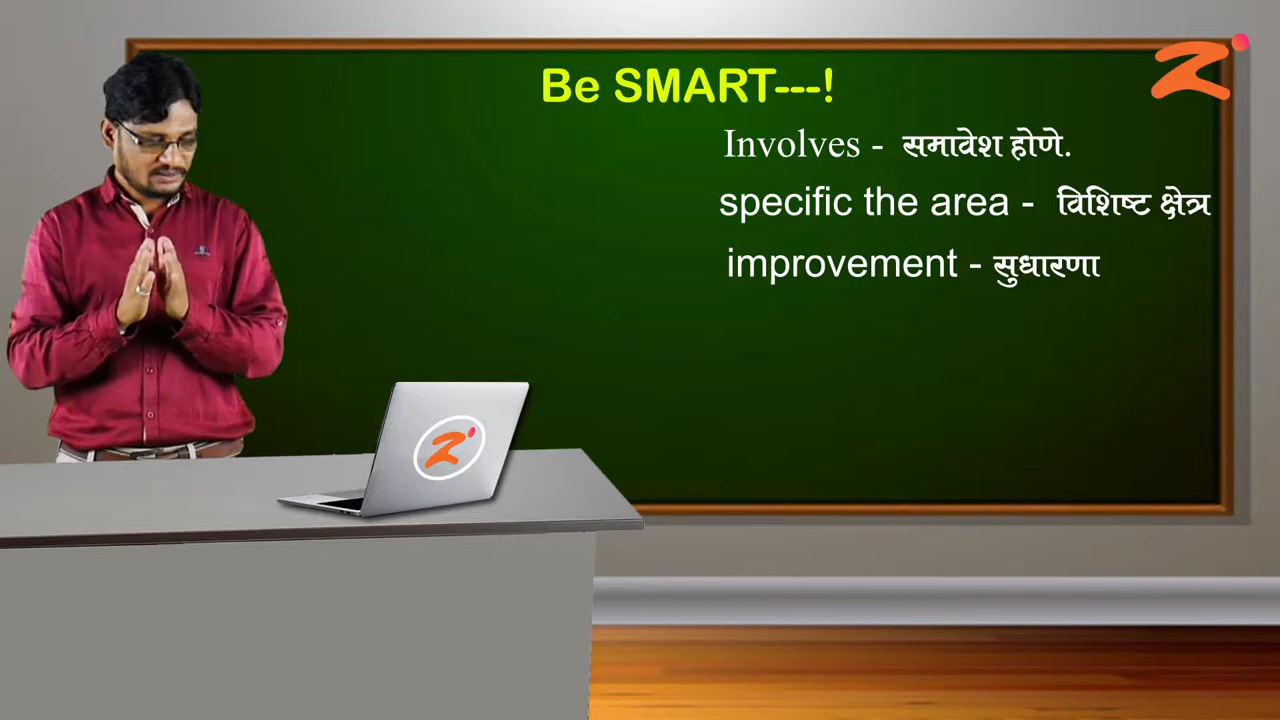 Be SMART---!
Involves - समावेश होणे.
specific the area - विशिष्ट क्षेत्र
improvement - सुधारणा